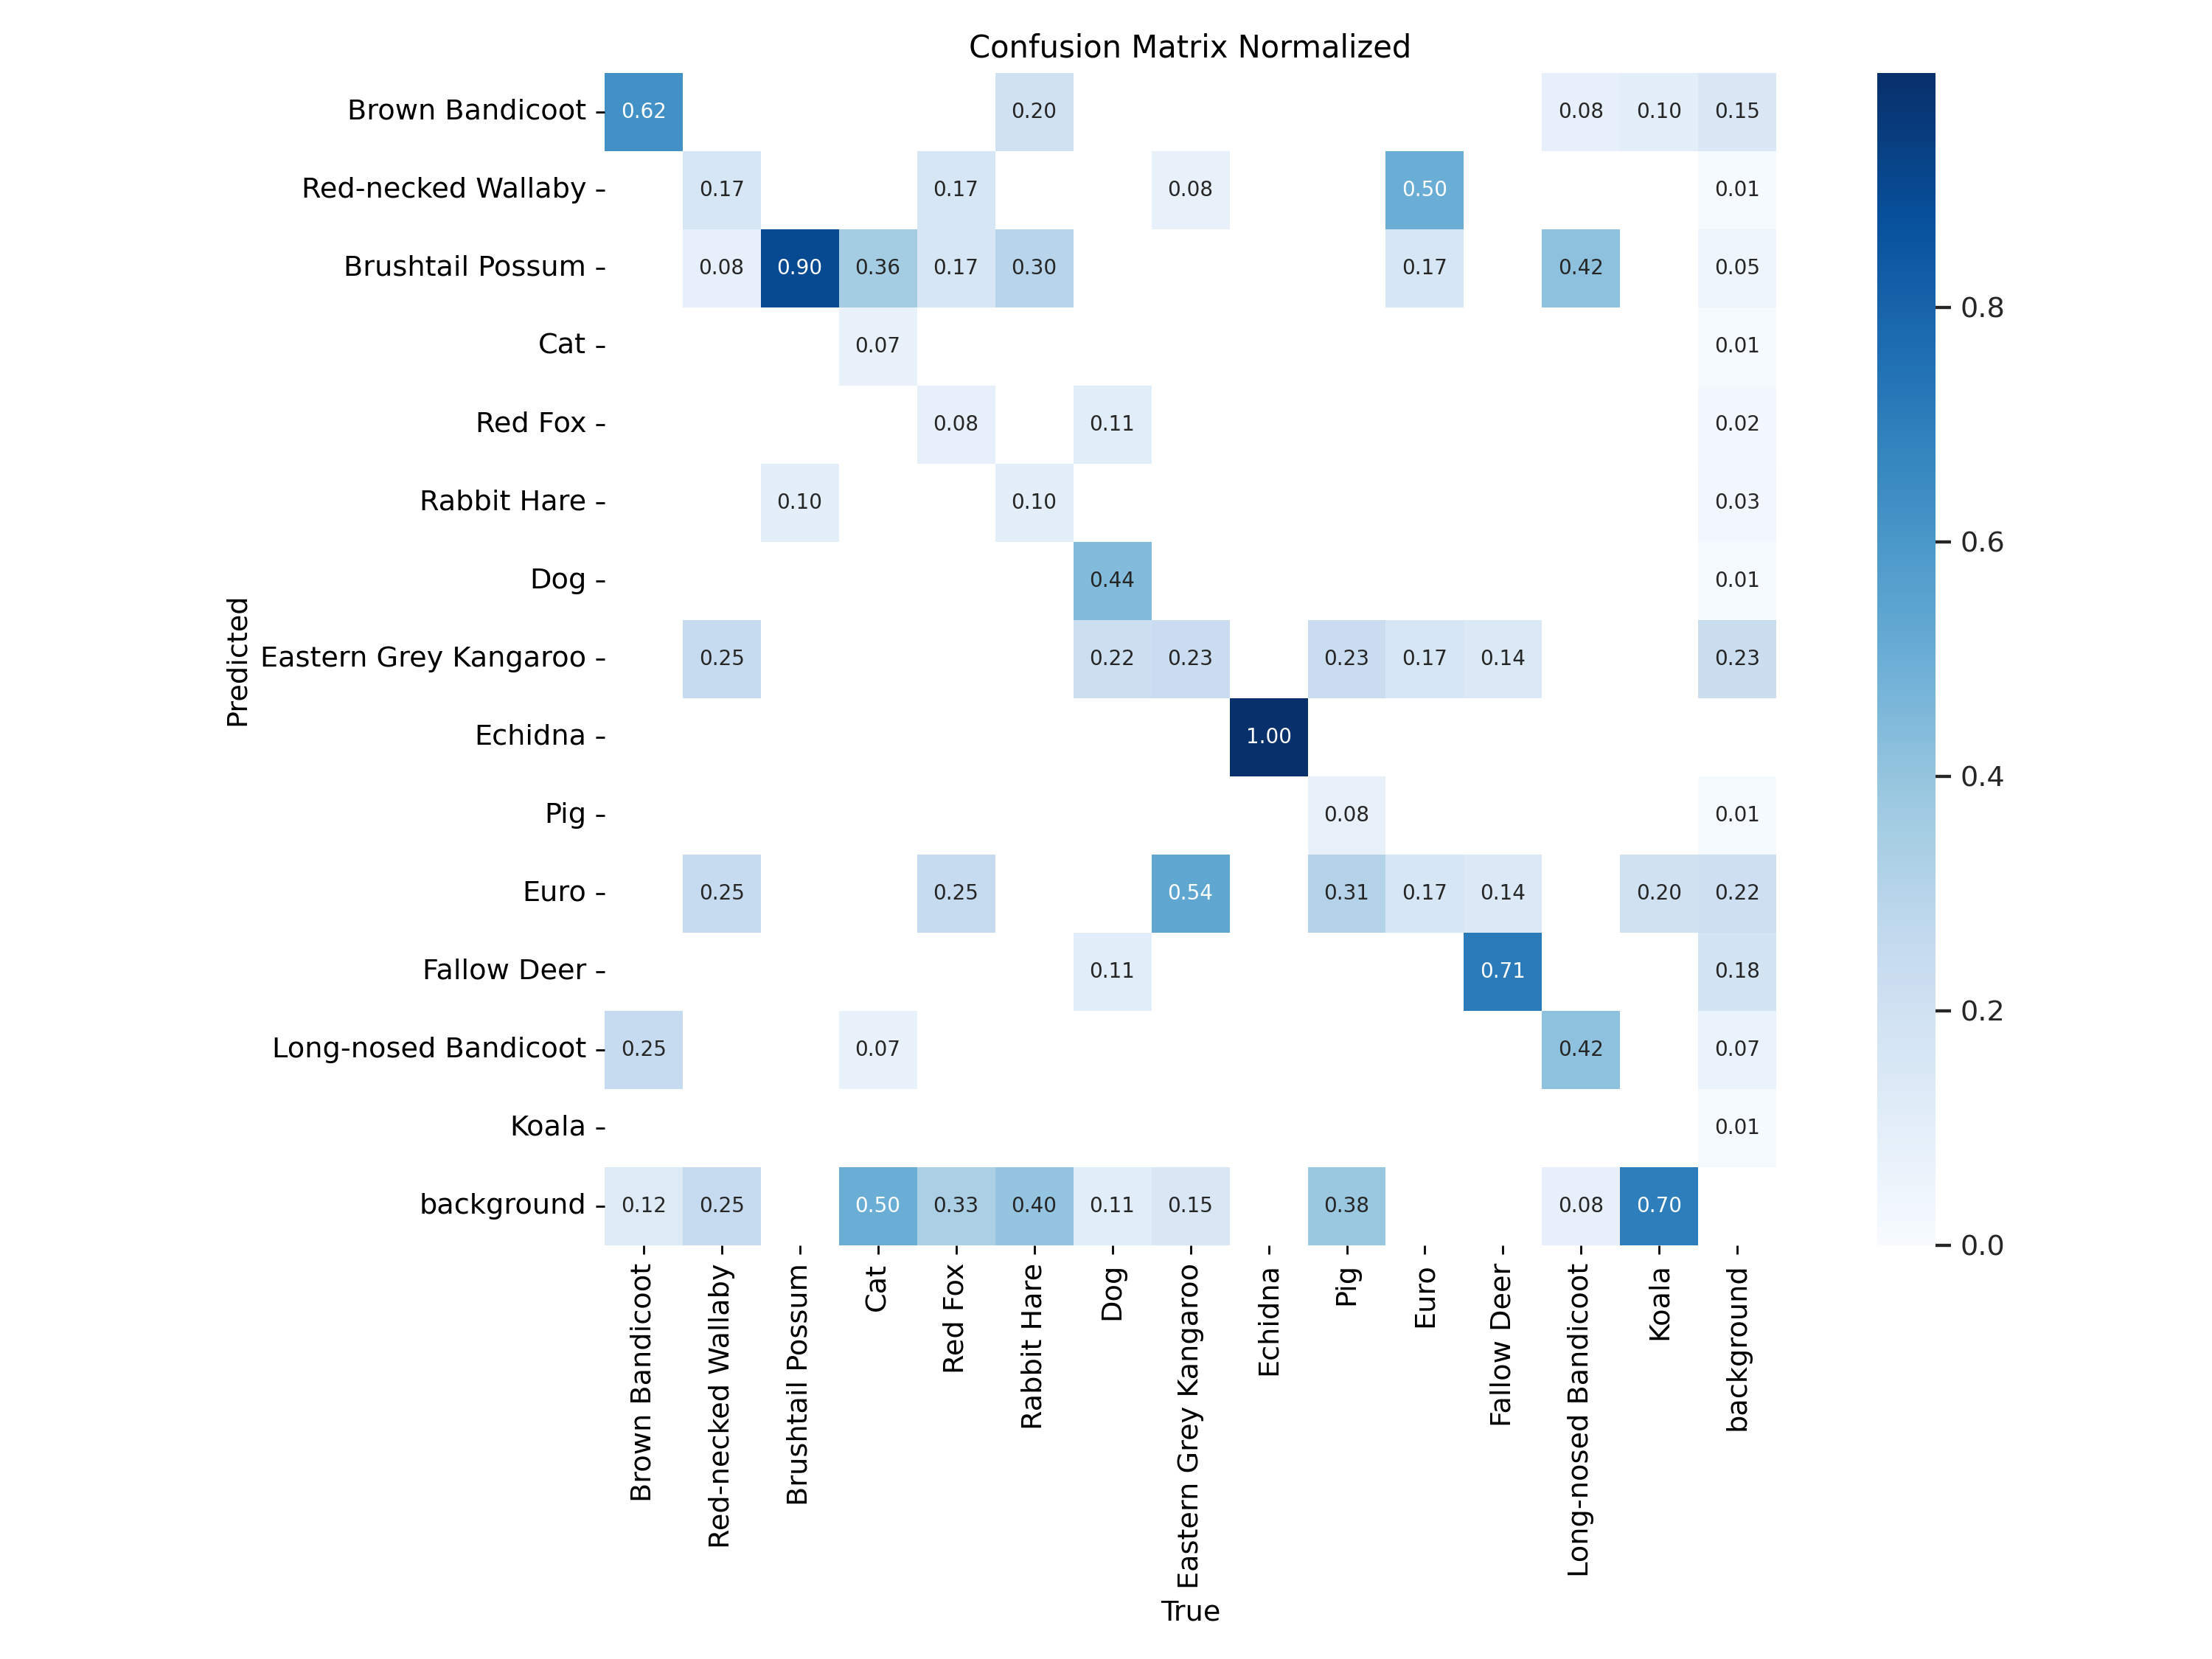 Confusion Matrix Normalized
Brown Bandicoot 0.62 0.20 0.08 0.10 0.15
Red-necked Wallaby 0.17 0.17 0.08 0.50 0.01
Brushtail Possum 0.08 0.90 0.36 0.17 0.30 0.17 0.42 0.05
0.8
Cat 0.07 0.01
Red Fox 0.08 0.11 0.02
Rabbit Hare 0.10 0.10 0.03
0.6
Dog 0.44 0.01
Predicted
Eastern Grey Kangaroo 0.25 0.22 0.23 0.23 0.17 0.14 0.23
Echidna 1.00
0.4
Pig 0.08 0.01
Euro 0.25 0.25 0.54 0.31 0.17 0.14 0.20 0.22
Fallow Deer 0.11 0.71 0.18
0.2
Long-nosed Bandicoot 0.25 0.07 0.42 0.07
Koala 0.01
background 0.12 0.25 0.50 0.33 0.40 0.11 0.15 0.38 0.08 0.70
0.0
Brown Bandicoot
Red-necked Wallaby
Brushtail Possum
Cat
Red Fox
Rabbit Hare
Dog
Eastern Grey Kangaroo
Echidna
Pig
Euro
Fallow Deer
Long-nosed Bandicoot
Koala
background
True